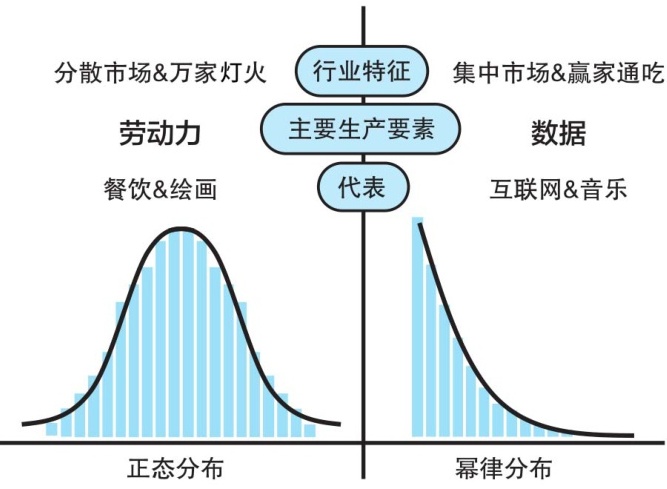 分散市场&万家灯火 行业特征 集中市场&赢家通吃
劳动力 主要生产要素 数据
餐饮&绘画 代表 互联网&音乐
正态分布 幂律分布